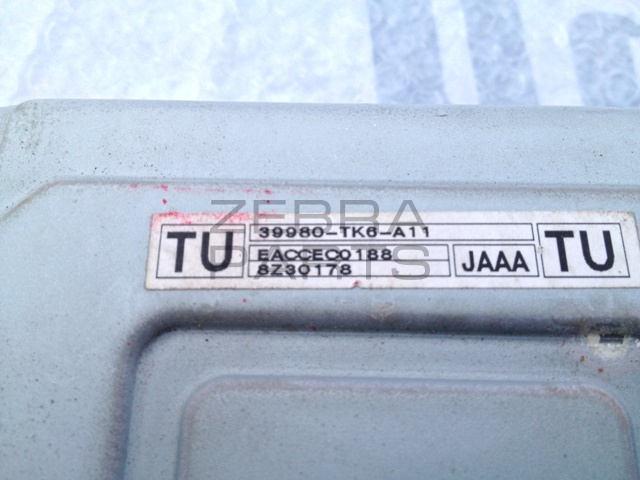 TU
39980-TK6-A11
EACCEC0188
8Z30178
JAAA
TU
ZEBRA
PARTS